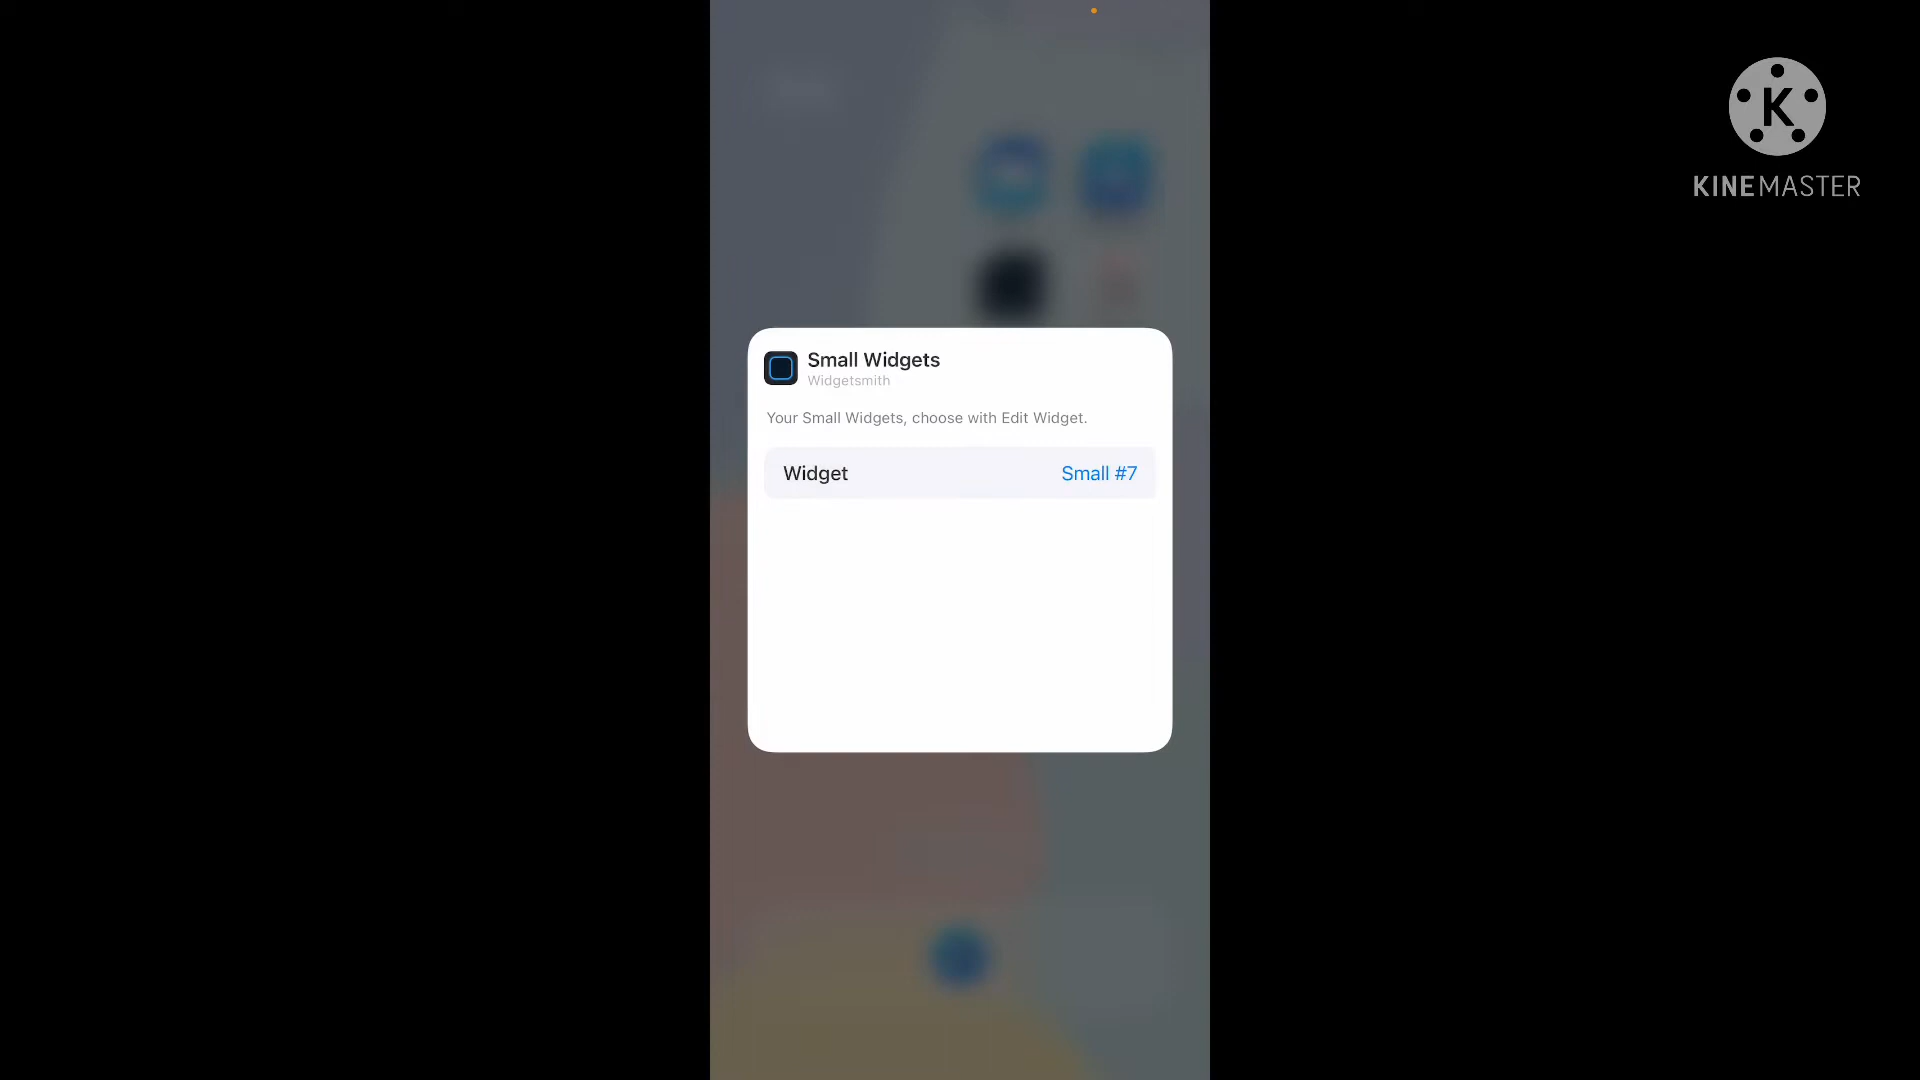 K
KINEMASTER
Small Widgets
Widgetsmith
Your Small Widgets, choose with Edit Widget.
Widget Small #7